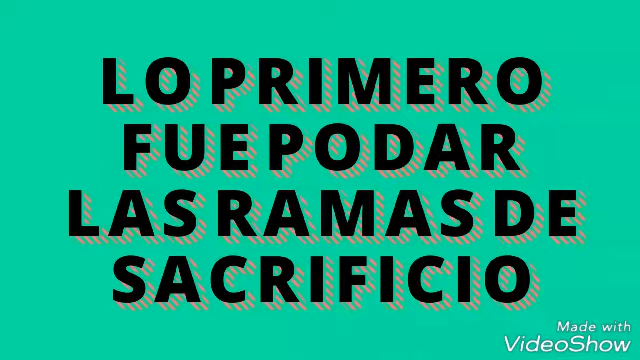 LO PRIMERO
FUE PODAR
LAS RAMAS DE
SACRIFICIO
Made with
VideoShow